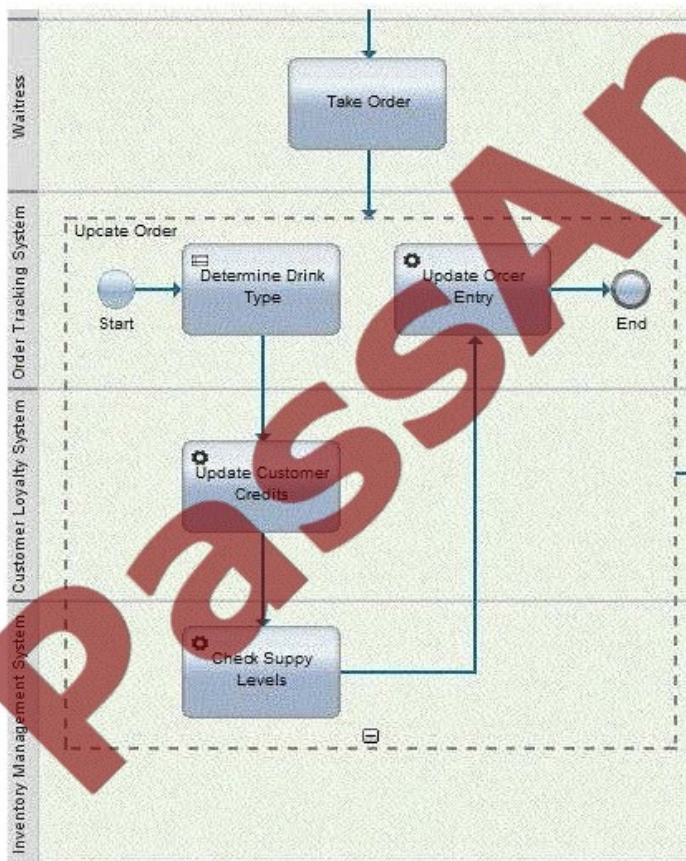 Waitress
Take Order
Order Tracking System
Upcate Order
Determine Drink
Type
Update Orcer
Entry
Start
End
Customer Loyalty System
Update Customer
Credits
Inventory Management System
Check Suppy
Levels
PassAn